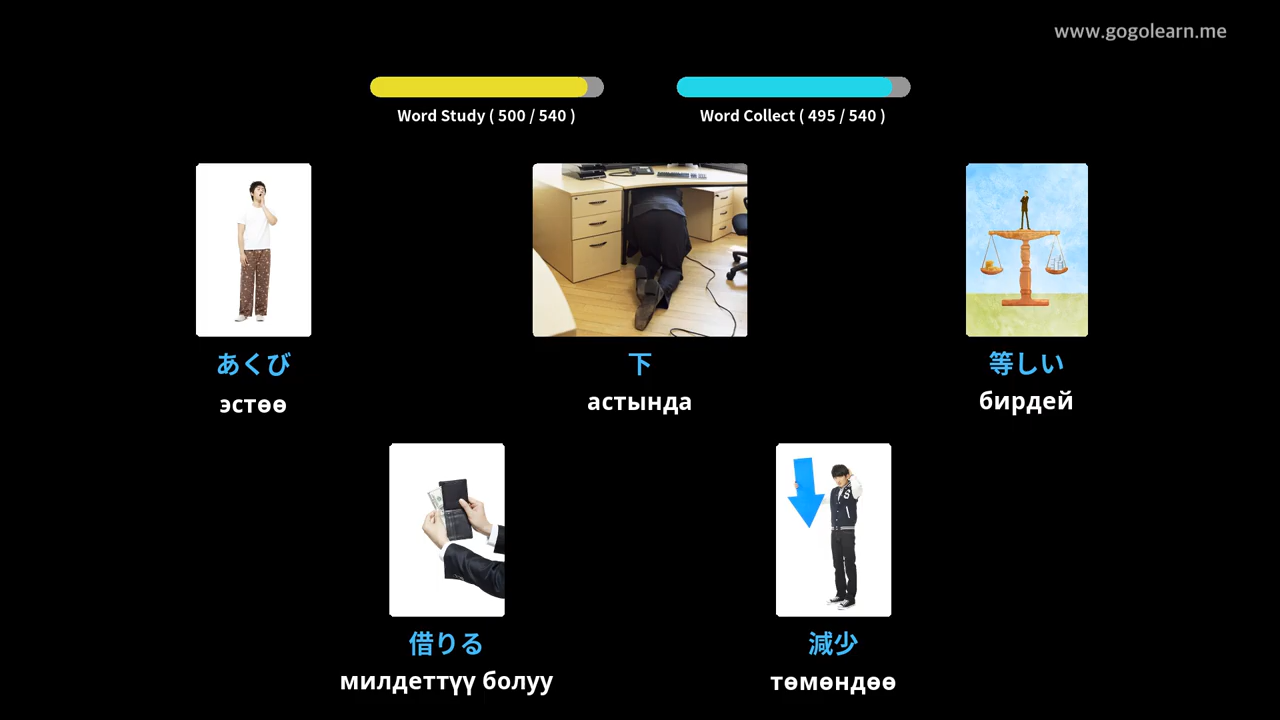 www.gogolearn.me
Word Study ( 500 / 540 )
Word Collect ( 495 / 540 )
あくび
эстөө
下
астында
等しい
бирдей
借りる
милдеттүү болуу
減少
төмөндөө